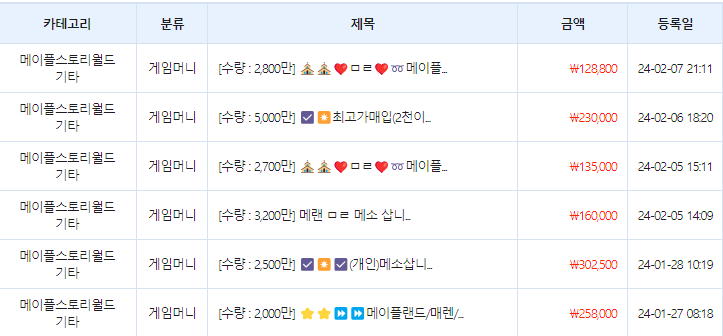 카테고리 분류 제목 금액 등록일
메이플스토리월드
기타
게임머니 [수량 : 2,800만] ⛪⛪❤️ㅁㄹ❤️➿메이플... ₩128,800 24-02-07 21:11
메이플스토리월드
기타
게임머니 [수량 : 5,000만] ☑️✴️최고가매입(2천이... ₩230,000 24-02-06 18:20
메이플스토리월드
기타
게임머니 [수량 : 2,700만] ⛪⛪❤️ㅁㄹ❤️➿메이플... ₩135,000 24-02-05 15:11
메이플스토리월드
기타
게임머니 [수량 : 3,200만] 메랜 ㅁㄹ 메소 삽니... ₩160,000 24-02-05 14:09
메이플스토리월드
기타
게임머니 [수량 : 2,500만] ☑️✴️☑️(개인)메소삽니... ₩302,500 24-01-28 10:19
메이플스토리월드
기타
게임머니 [수량 : 2,000만] ⭐⭐⏩⏩메이플랜드/매렌/... ₩258,000 24-01-27 08:18